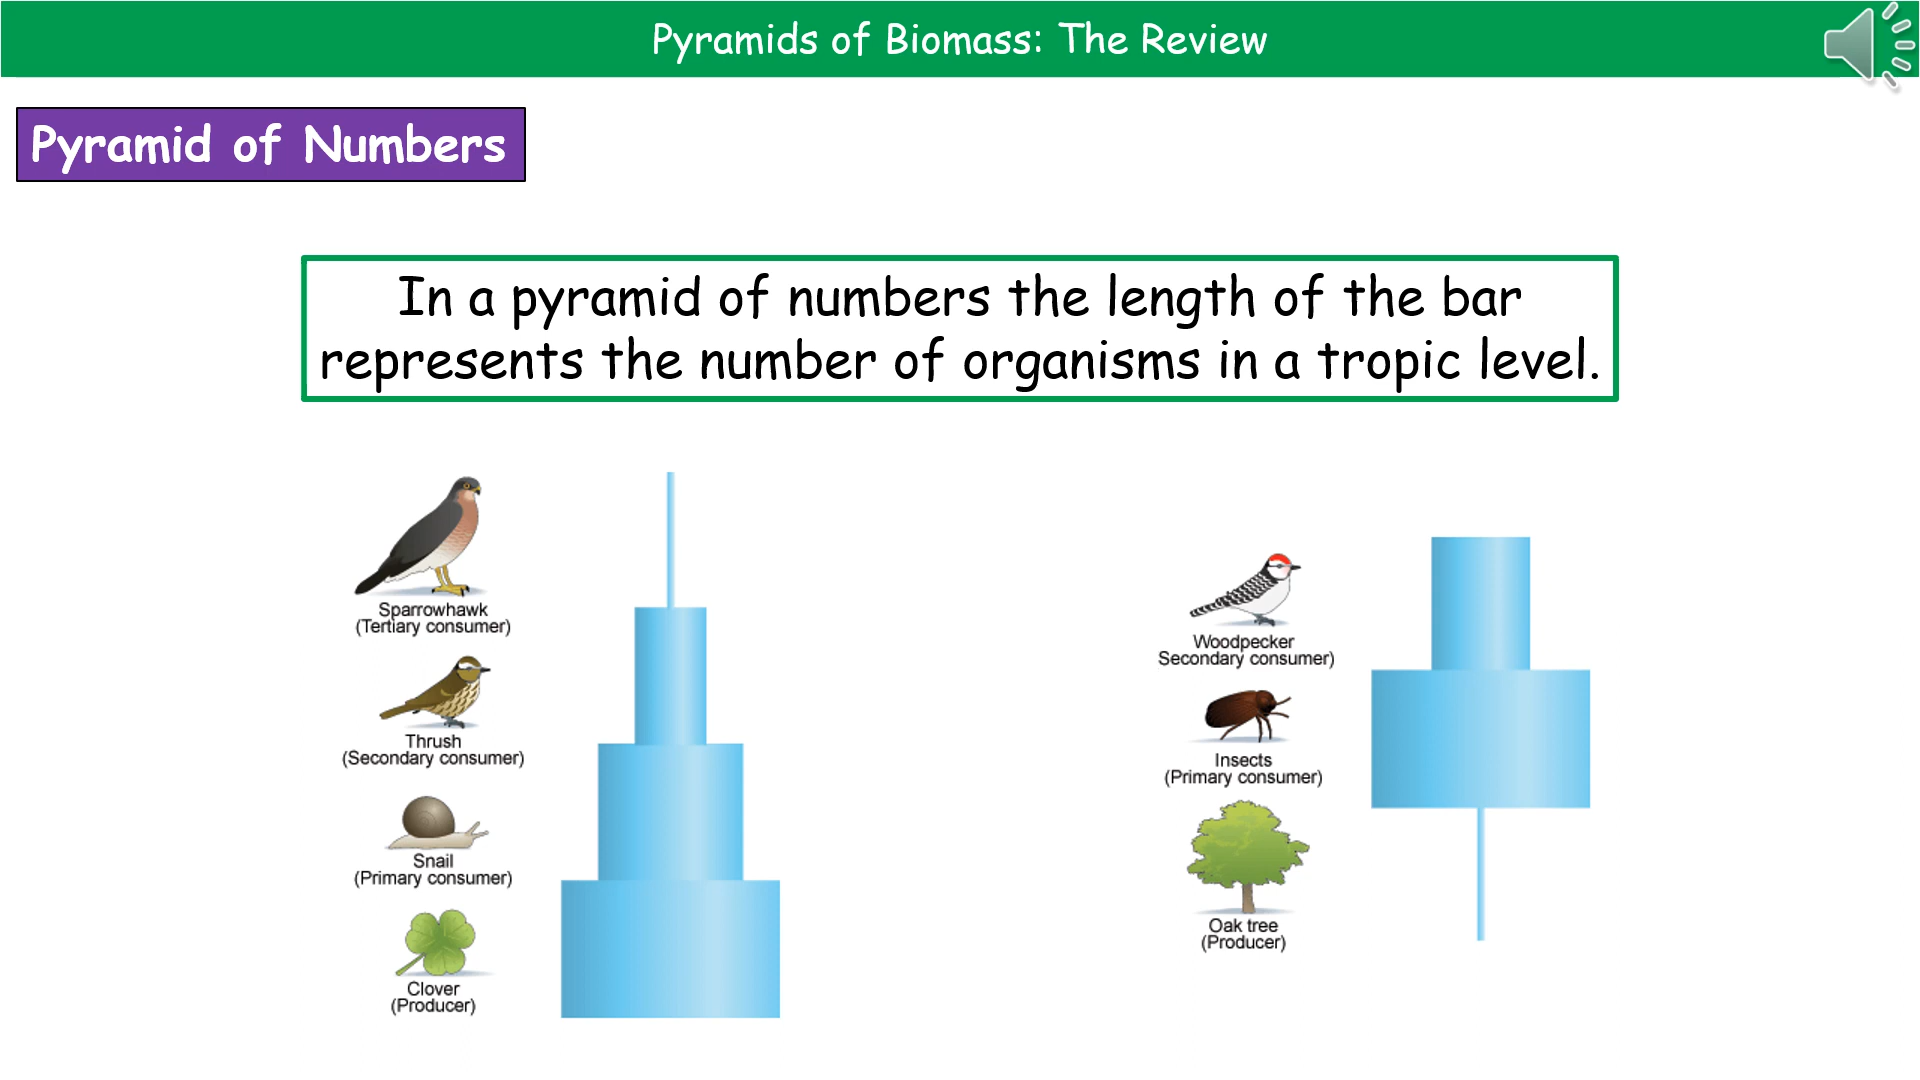 Pyramids of Biomass: The Review
Pyramid of Numbers
In a pyramid of numbers the length of the bar
represents the number of organisms in a tropic level.
Sparrowhawk
(Tertiary consumer)
Thrush
(Secondary consumer)
Snail
(Primary consumer)
Clover
(Producer)
Woodpecker
Secondary consumer)
Insects
(Primary consumer)
Oak tree
(Producer)